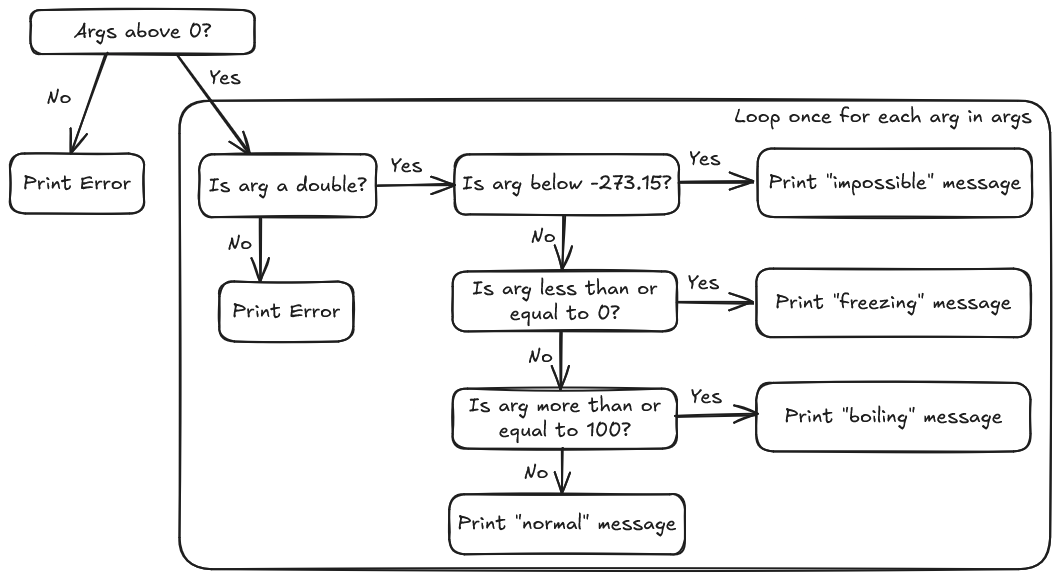 Args above 0?
Yes
No
Loop once for each arg in args
Print Error
Is arg a double?
Yes
Is arg below -273.15?
Yes
Print "impossible" message
No
Print Error
No
Is arg less than or
equal to 0?
Yes
Print "freezing" message
No
Is arg more than or
equal to 100?
Yes
Print "boiling" message
No
Print "normal" message